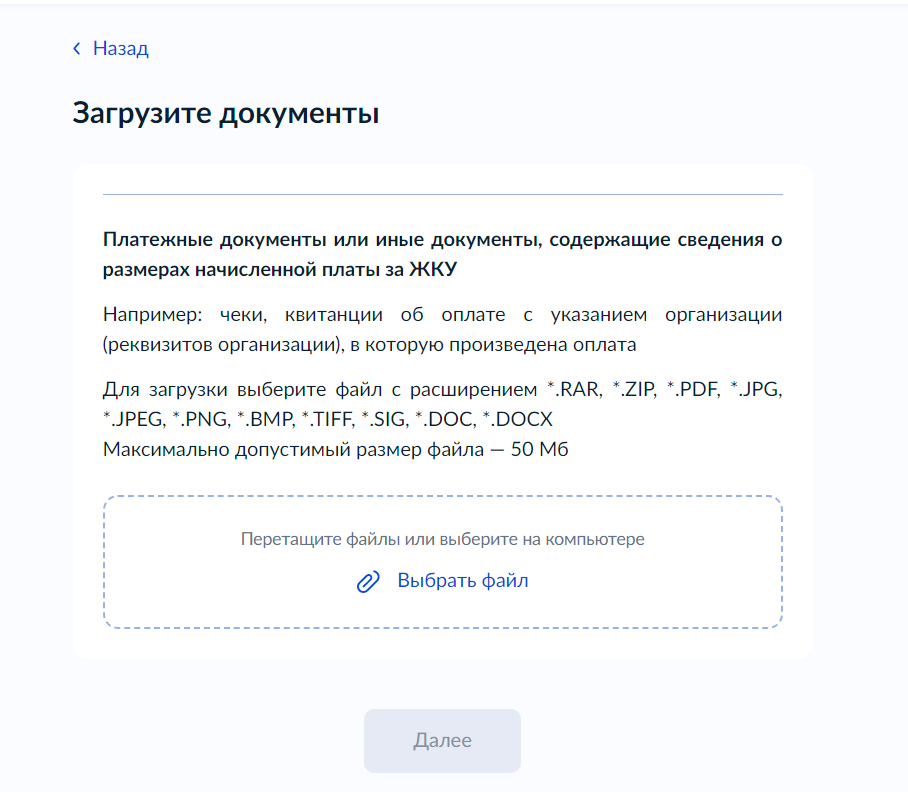 Назад
Загрузите документы
Платежные документы или иные документы, содержащие сведения о
размерах начисленной платы за ЖКУ
Например: чеки, квитанции об оплате с указанием организации
(реквизитов организации), в которую произведена оплата
Для загрузки выберите файл с расширением *.RAR, *.ZIP, *.PDF, *.JPG,
*.JPEG, *.PNG, *.BMP, *.TIFF, *.SIG, *.DOC, *.DOCX
Максимально допустимый размер файла — 50 Мб
Перетащите файлы или выберите на компьютере
Выбрать файл
Далее